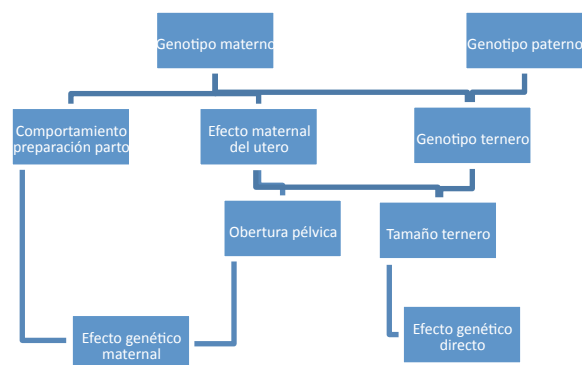 Genotipo materno
Genotipo paterno
Comportamiento
preparación parto
Efecto maternal
del utero
Genotipo ternero
Obertura pélvica
Tamaño ternero
Efecto genético
maternal
Efecto genético
directo